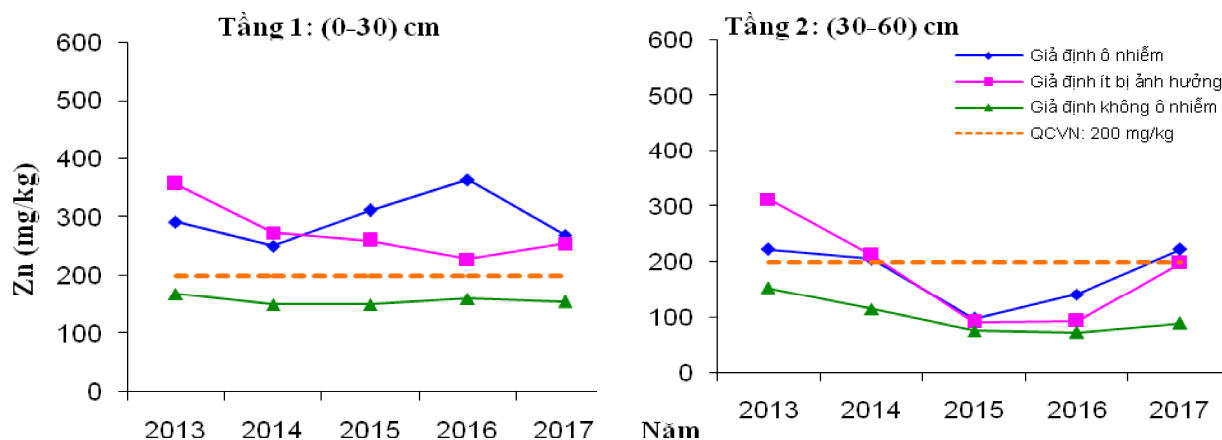 Tầng 1: (0-30) cm
Zn (mg/kg)
600
500
400
300
200
100
0
2013 2014 2015 2016 2017
Tầng 2: (30-60) cm
600
500
400
300
200
100
0
Giả định ô nhiễm
Giả định ít bị ảnh hưởng
Giả định không ô nhiễm
QCVN: 200 mg/kg
2013 2014 2015 2016 2017
Năm